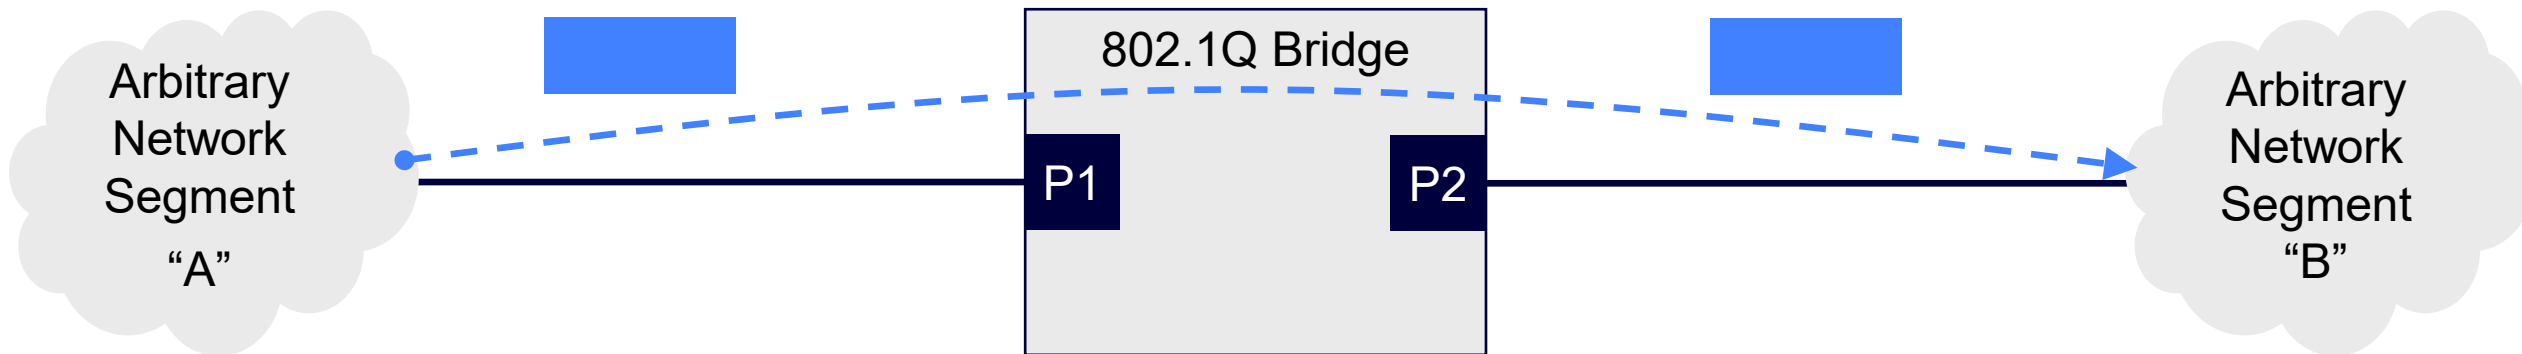 Arbitrary
Network
Segment
“A”
802.1Q Bridge
P1
P2
Arbitrary
Network
Segment
“B”